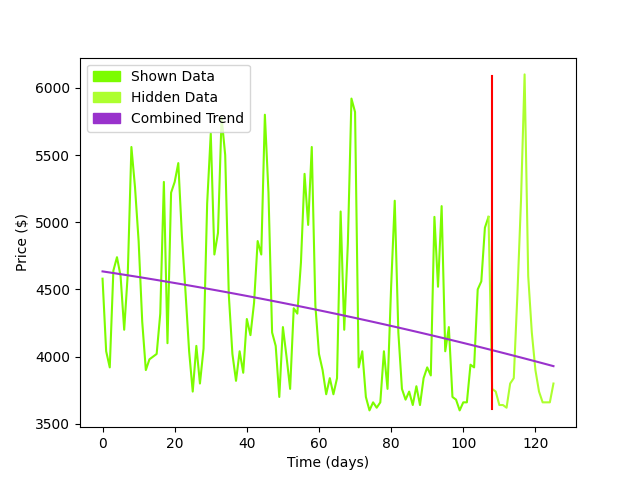 Shown Data
Hidden Data
Combined Trend
Price ($)
6000
5500
5000
4500
4000
3500
0 20 40 60 80 100 120
Time (days)